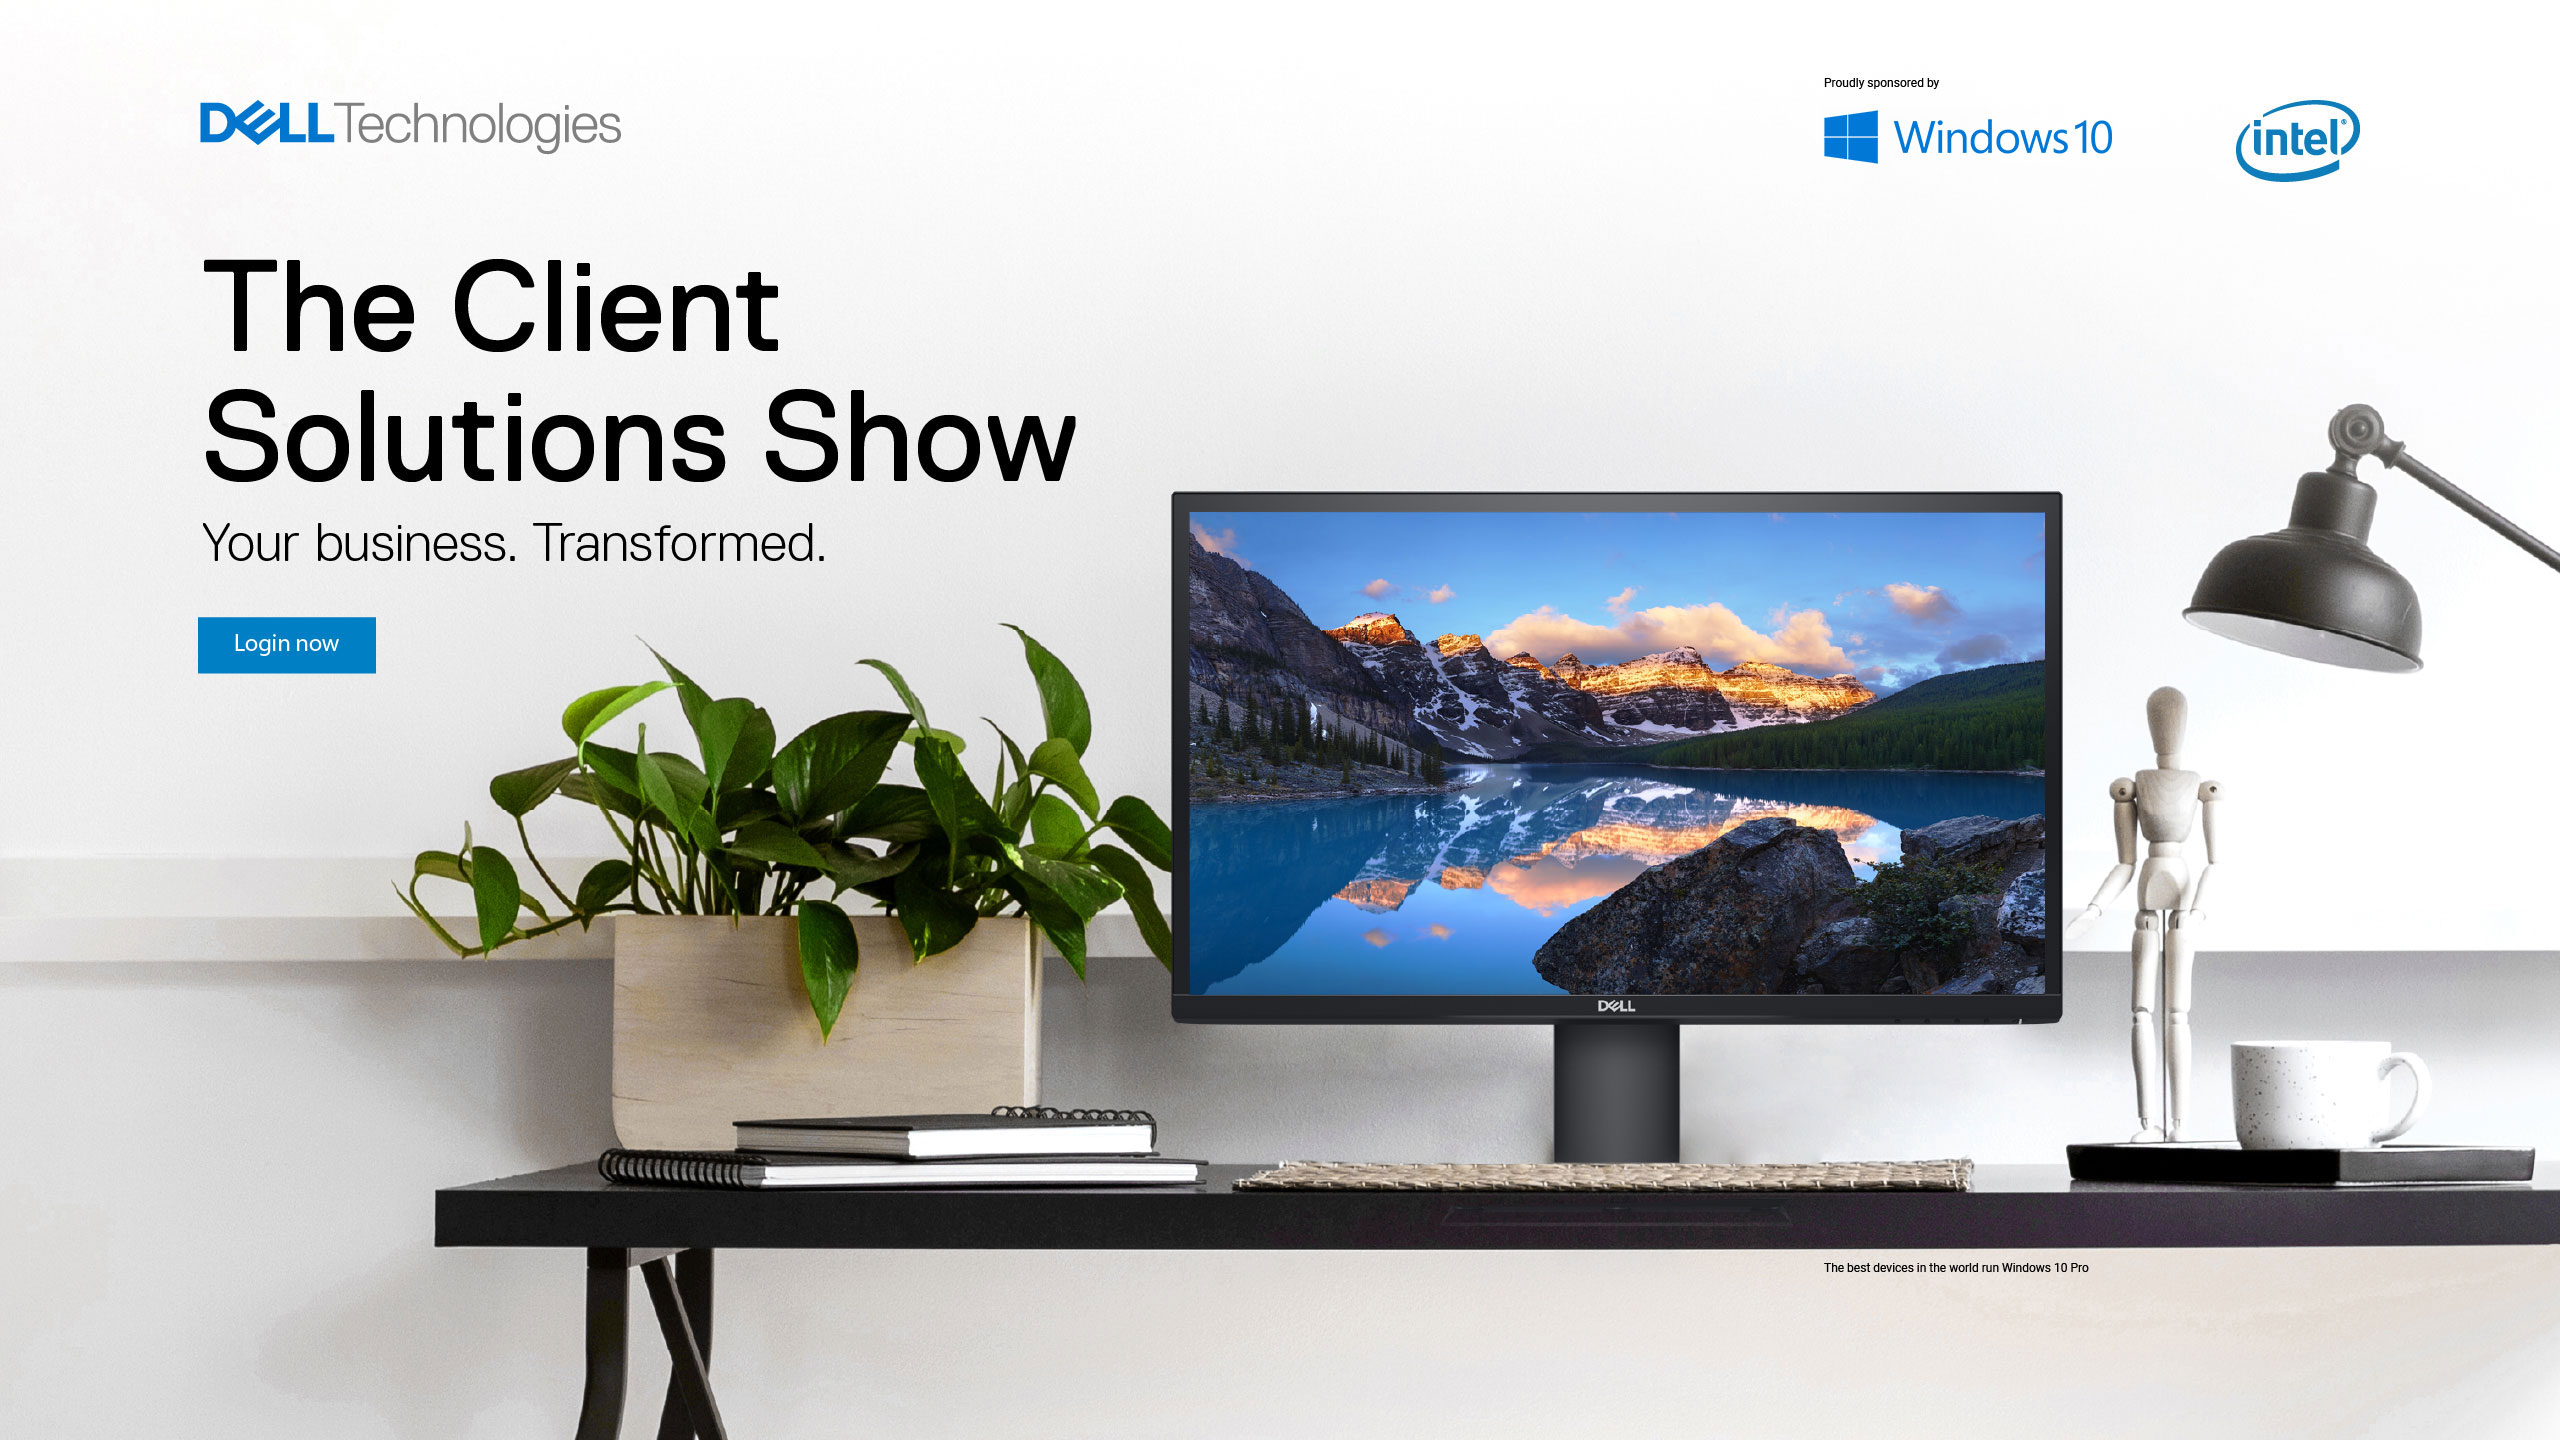 DELL Technologies
Proudly sponsored by
Windows 10
intel
The Client
Solutions Show
Your business. Transformed.
Login now
DELL
The best devices in the world run Windows 10 Pro